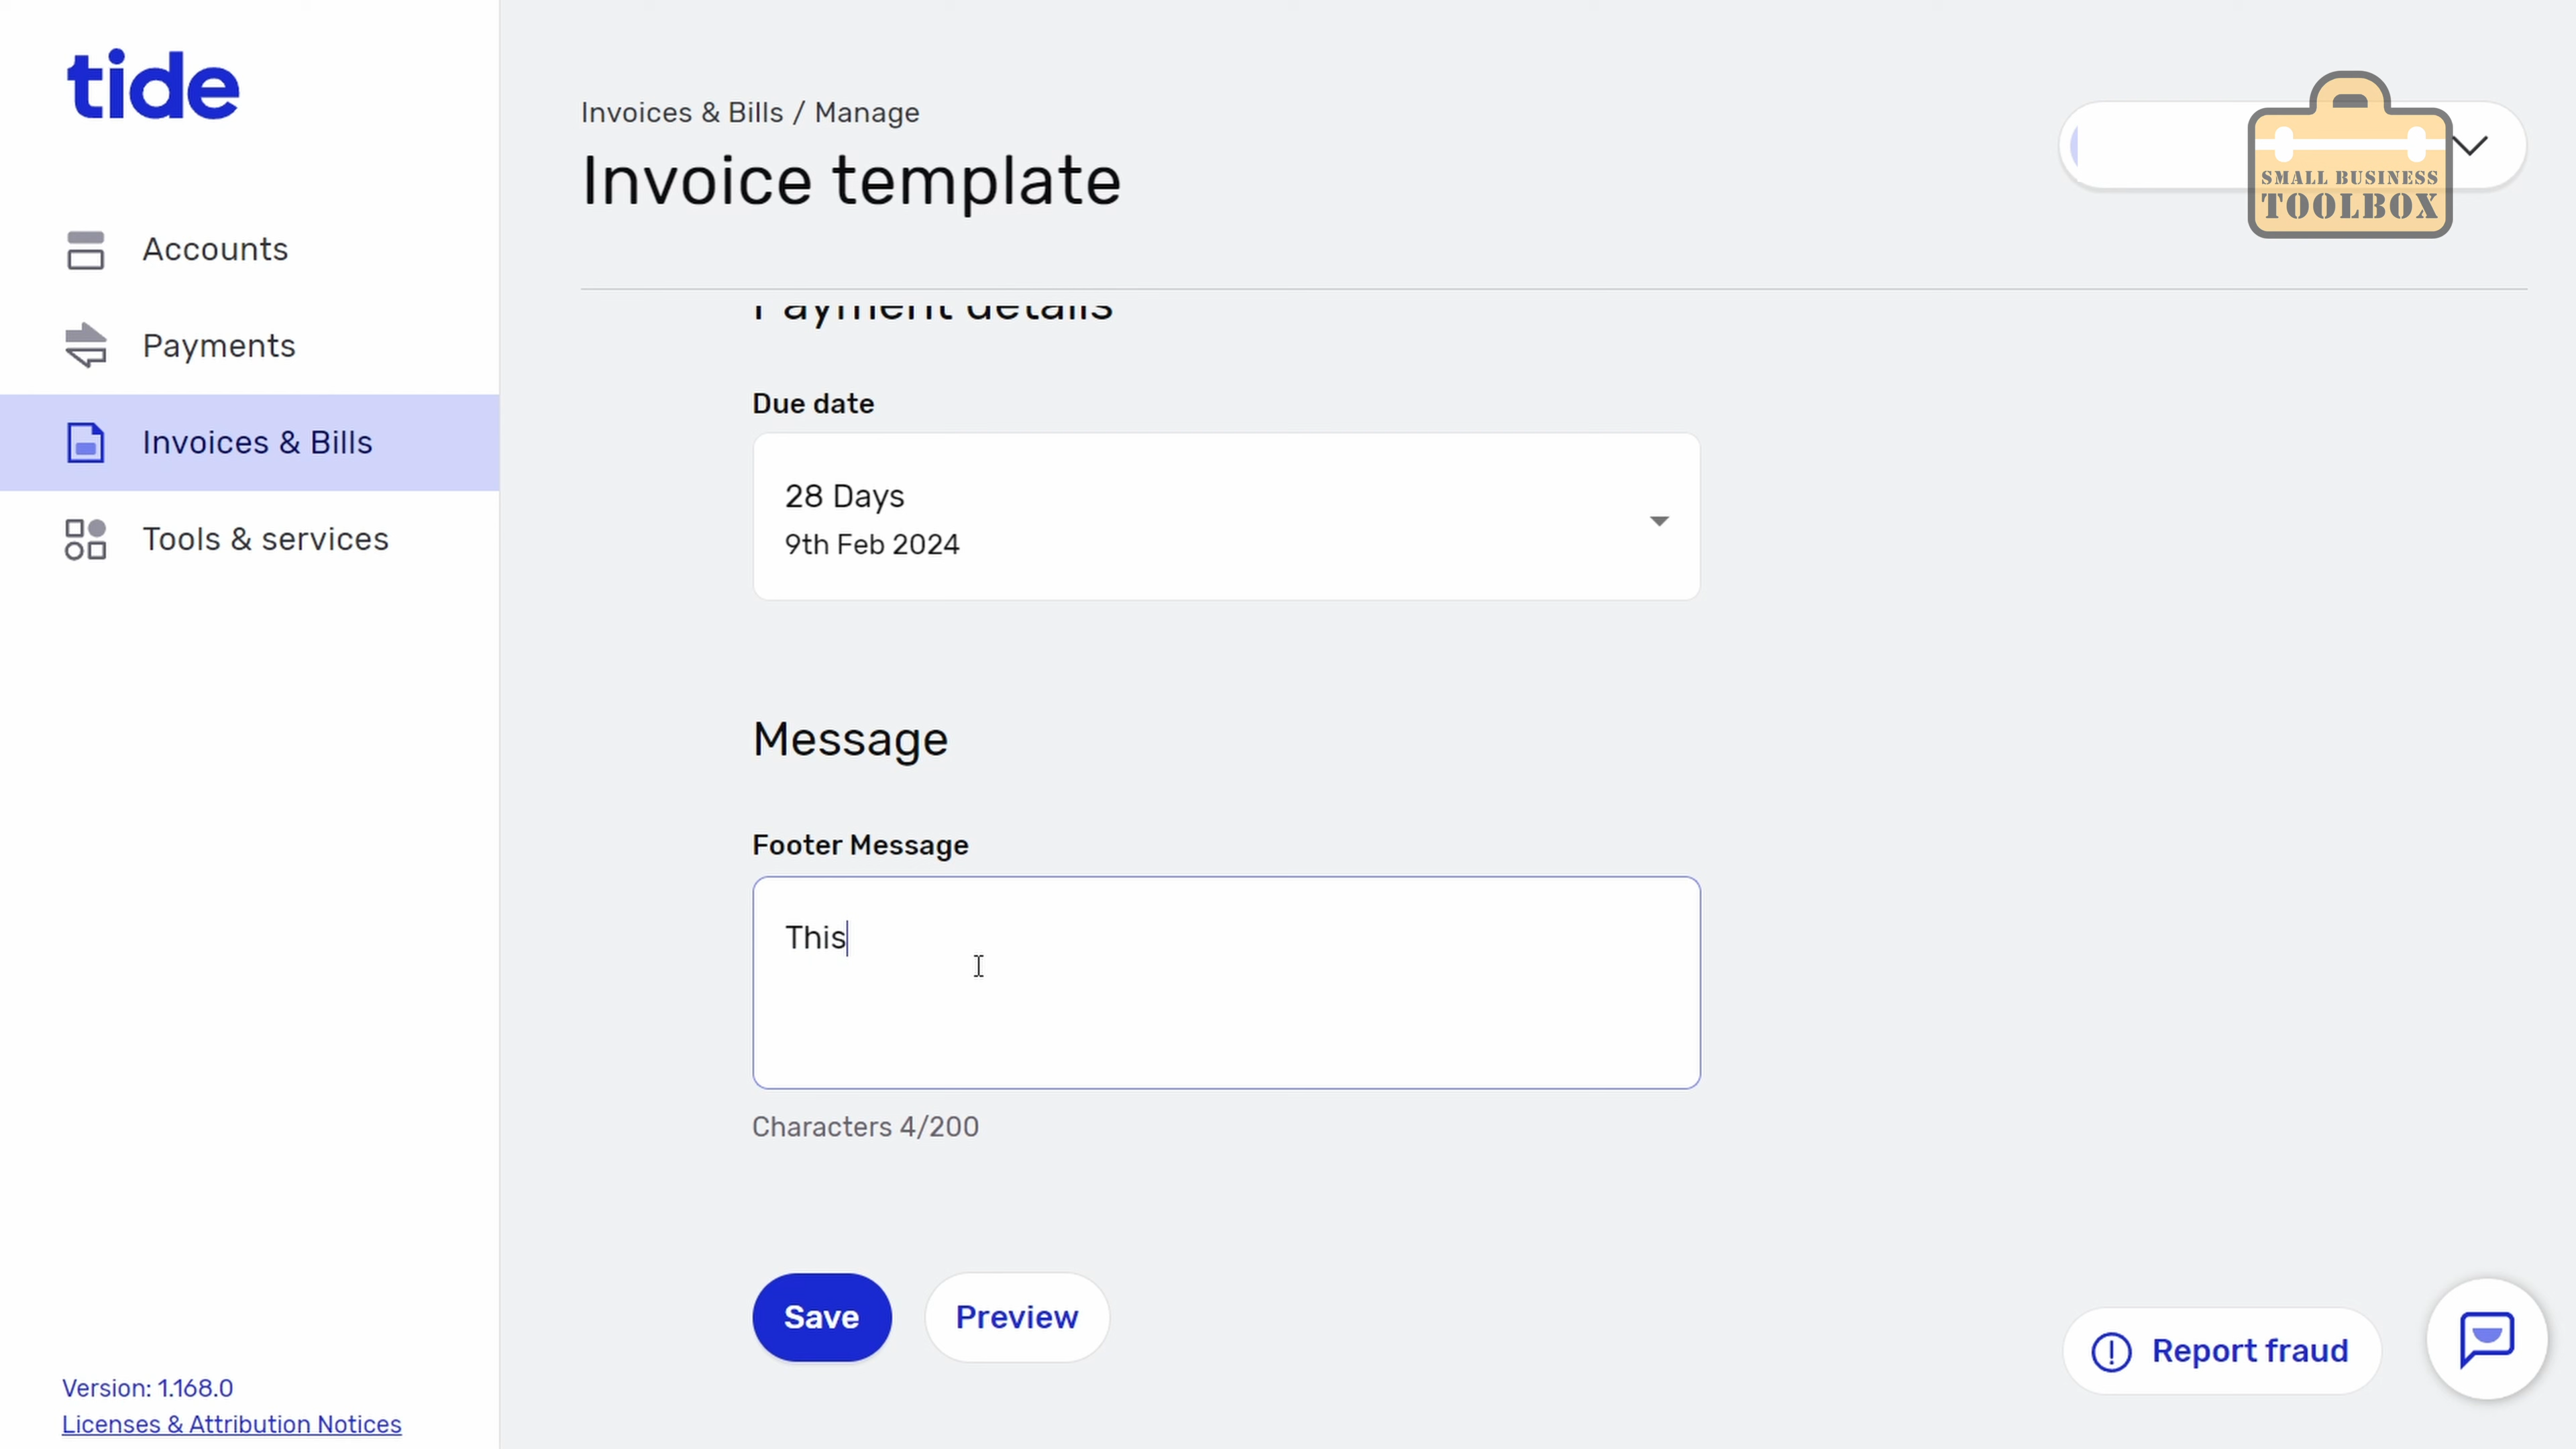 tide
Accounts
Payments
Invoices & Bills
Tools & services
Version: 1.168.0
Licenses & Attribution Notices
Invoices & Bills / Manage
Invoice template
SMALL BUSINESS
TOOLBOX
Payment details
Due date
28 Days
9th Feb 2024
Message
Footer Message
This
Characters 4/200
Save
Preview
Report fraud